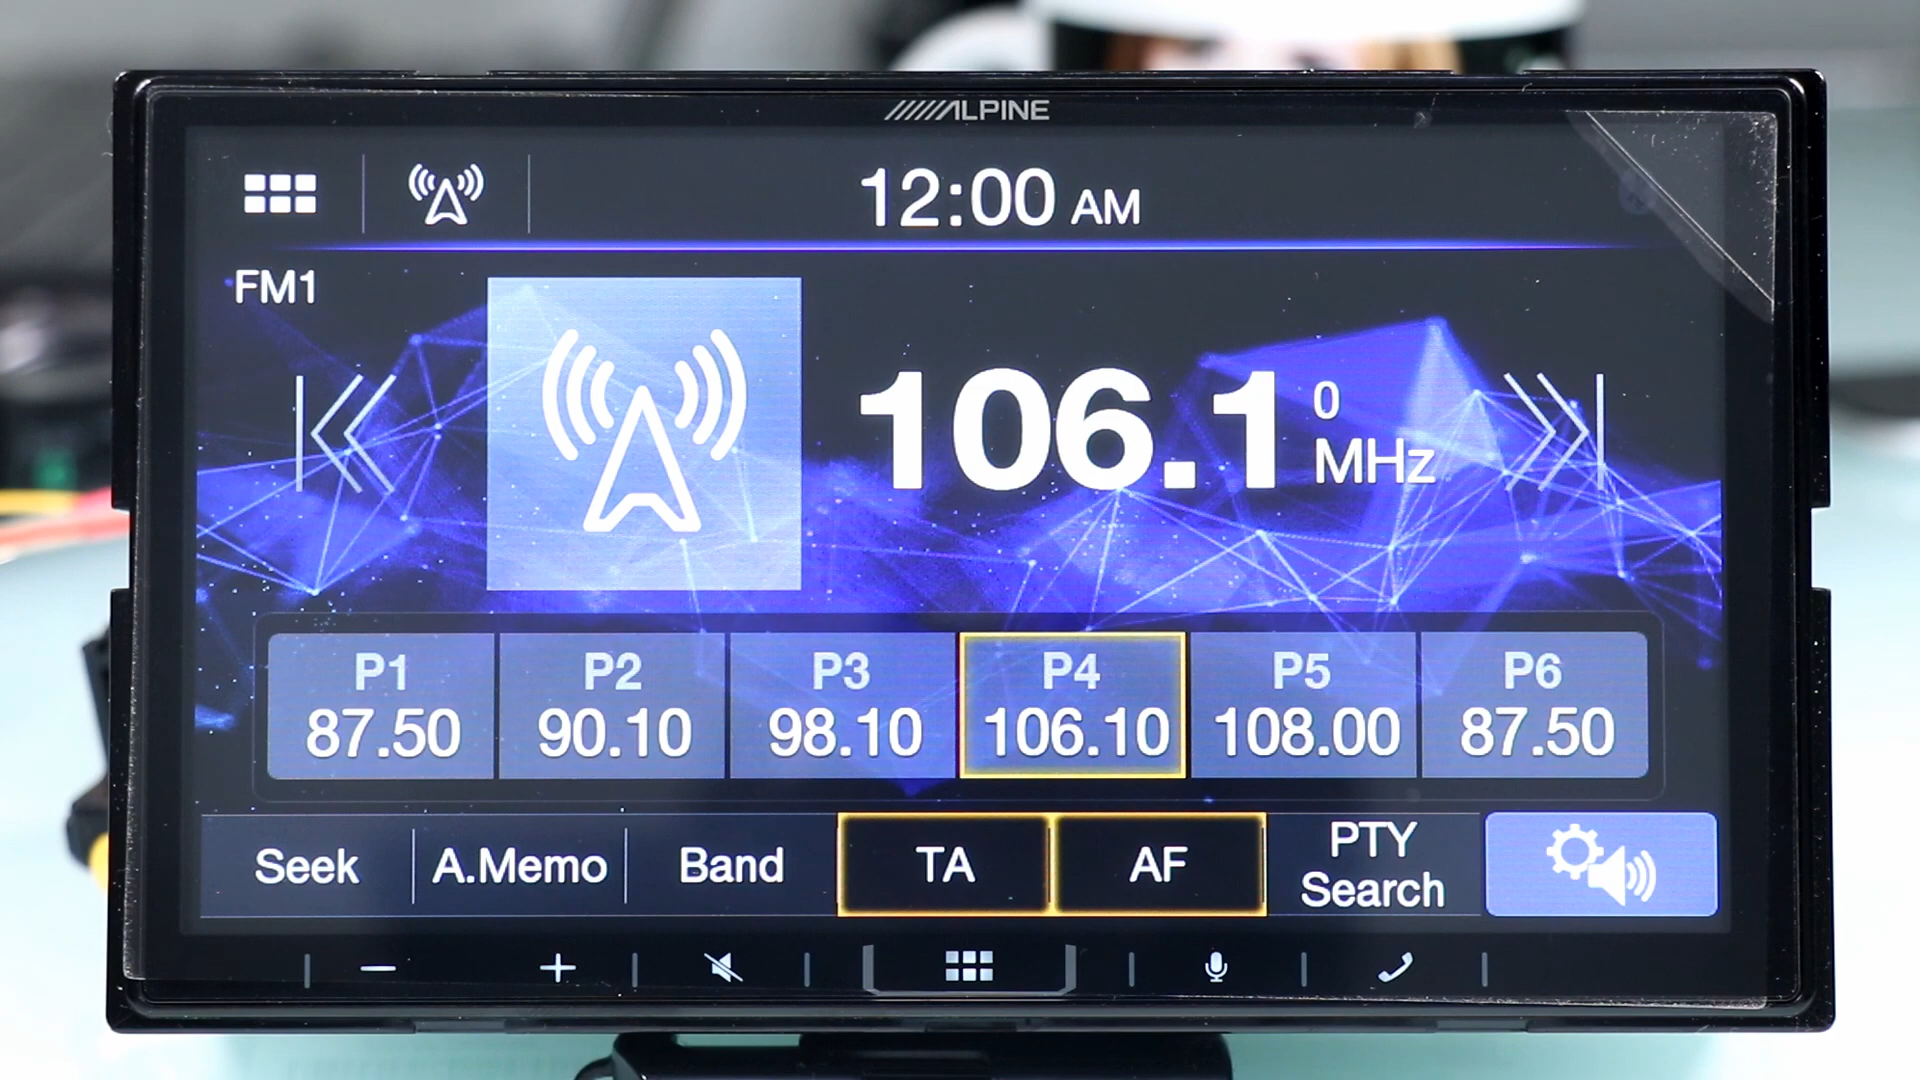 ALPINE
12:00 AM
FM1
106.1
0
MHz
P1 P2 P3 P4 P5 P6
87.50 90.10 98.10 106.10 108.00 87.50
Seek A.Memo Band TA AF PTY
Search